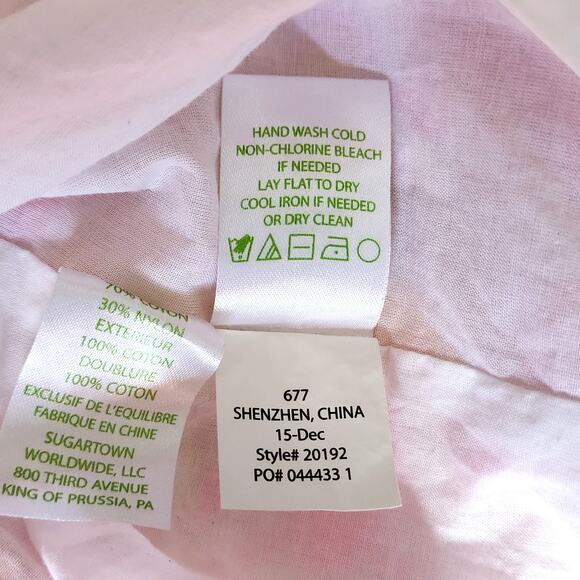 HAND WASH COLD
NON-CHLORINE BLEACH
IF NEEDED
LAY FLAT TO DRY
COOL IRON IF NEEDED
OR DRY CLEAN
70% COTON
30% NYLON
EXTERIEUR
100% COTON
DOUBLURE
100% COTON
EXCLUSIF DE L'EQUILIBRE
FABRIQUE EN CHINE
SUGARTOWN
WORLDWIDE, LLC
800 THIRD AVENUE
KING OF PRUSSIA, PA
677
SHENZHEN, CHINA
15-Dec
Style# 20192
PO# 044433 1